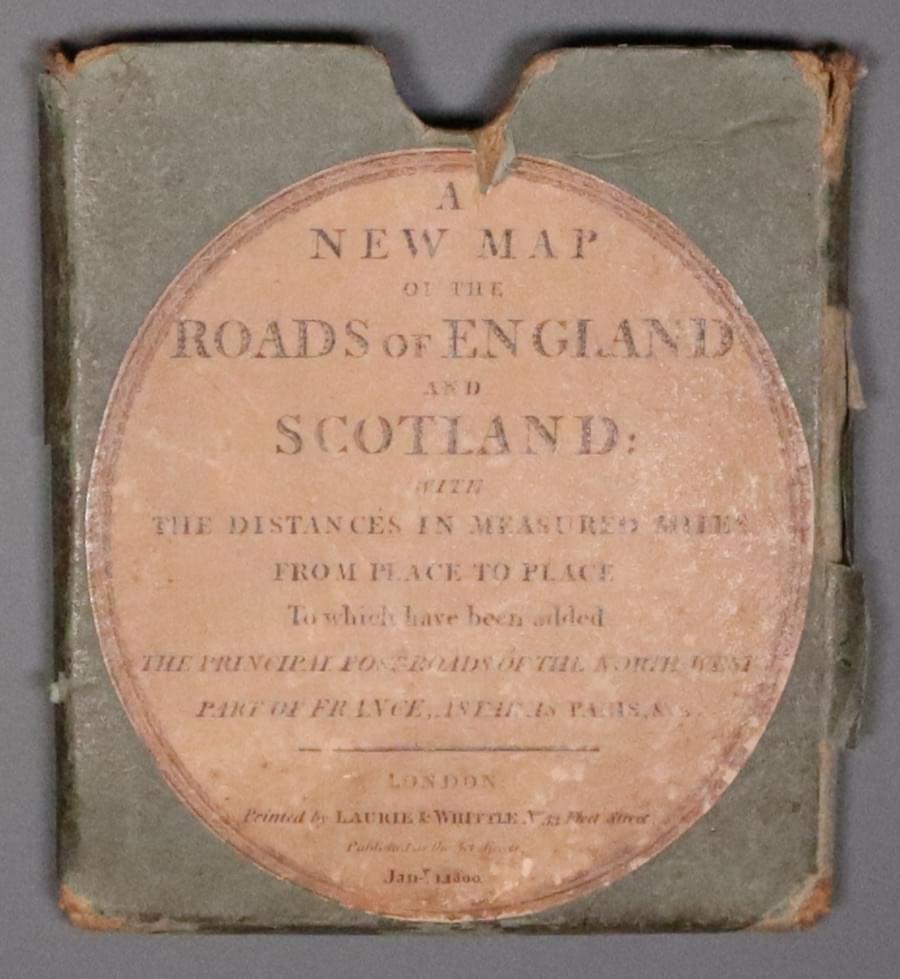 A
NEW MAP
OF THE
ROADS OF ENGLAND
AND
SCOTLAND:
WITH
THE DISTANCES IN MEASURED MILES
FROM PLACE TO PLACE
To which have been added
THE PRINCIPAL POST-ROADS OF THE NORTH-WEST
PART OF FRANCE, AS FAR AS PARIS, &c.
LONDON
Printed by LAURIE & WHITTLE No. 53 Fleet Street
Published as the Act directs,
Jan-y 1 1800